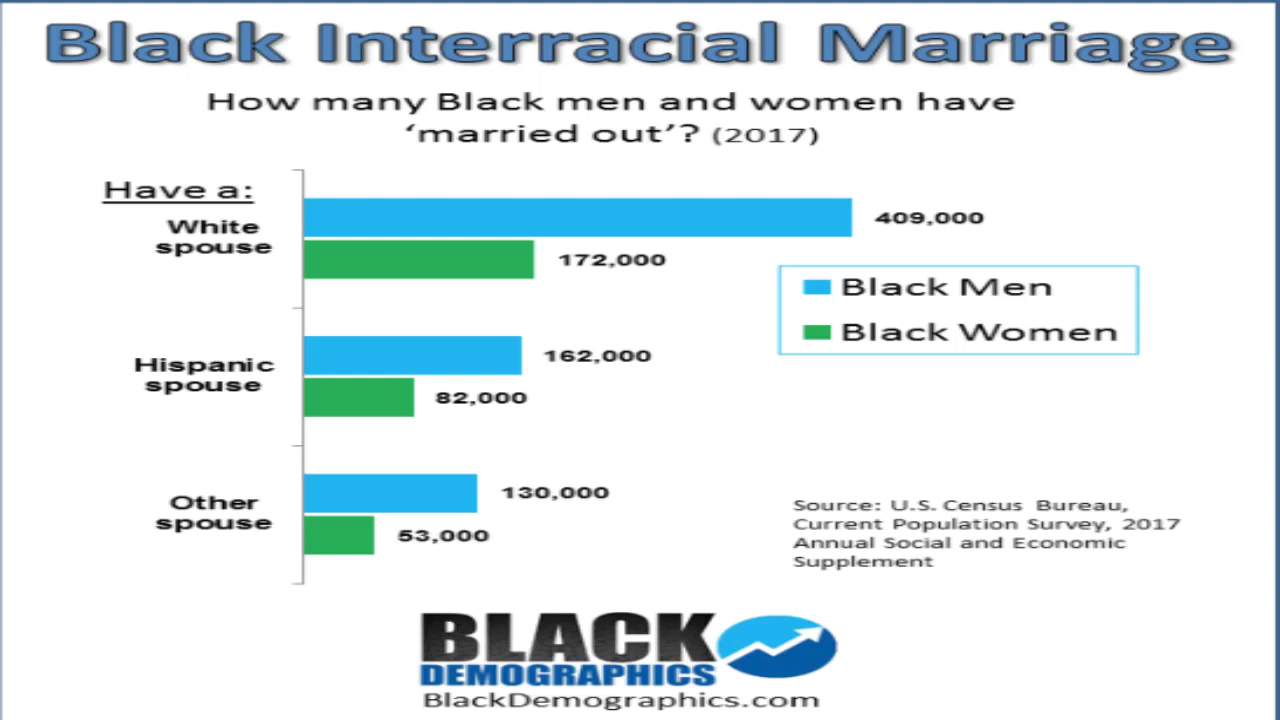 Black Interracial Marriage
How many Black men and women have
‘married out’? (2017)
Have a:
White
spouse
409,000
172,000
Black Men
Black Women
Hispanic
spouse
162,000
82,000
Other
spouse
130,000
53,000
Source: U.S. Census Bureau,
Current Population Survey, 2017
Annual Social and Economic
Supplement
BLACK
DEMOGRAPHICS
BlackDemographics.com